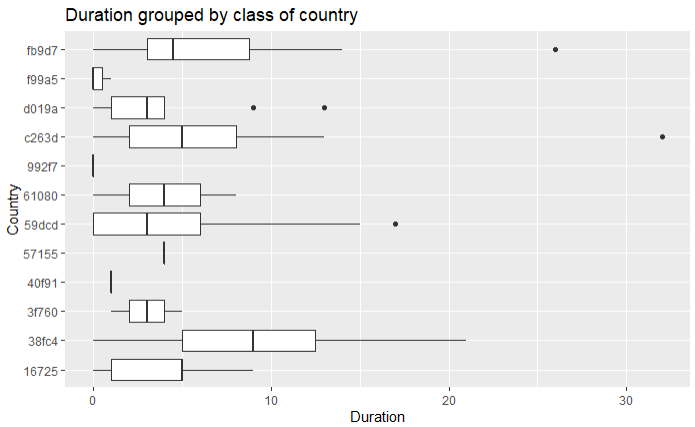 Duration grouped by class of country
Country
fb9d7
f99a5
d019a
c263d
992f7
61080
59dcd
57155
40f91
3f760
38fc4
16725
0 10 20 30
Duration